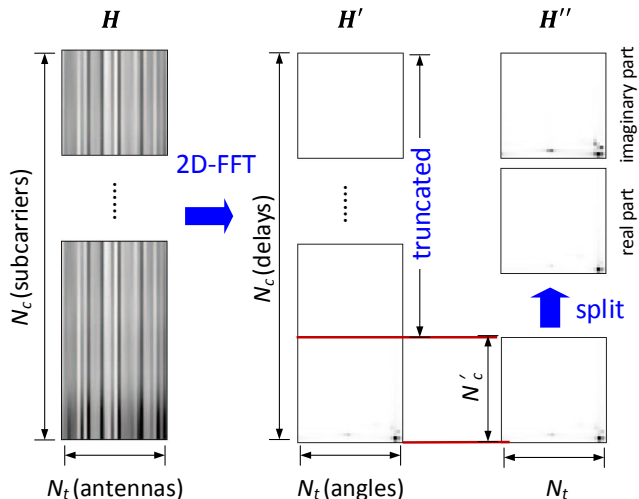 H
H′
H″
N_c (subcarriers)
2D-FFT
N_c (delays)
truncated
imaginary part
real part
split
N′_c
N_t (antennas)
N_t (angles)
N_t